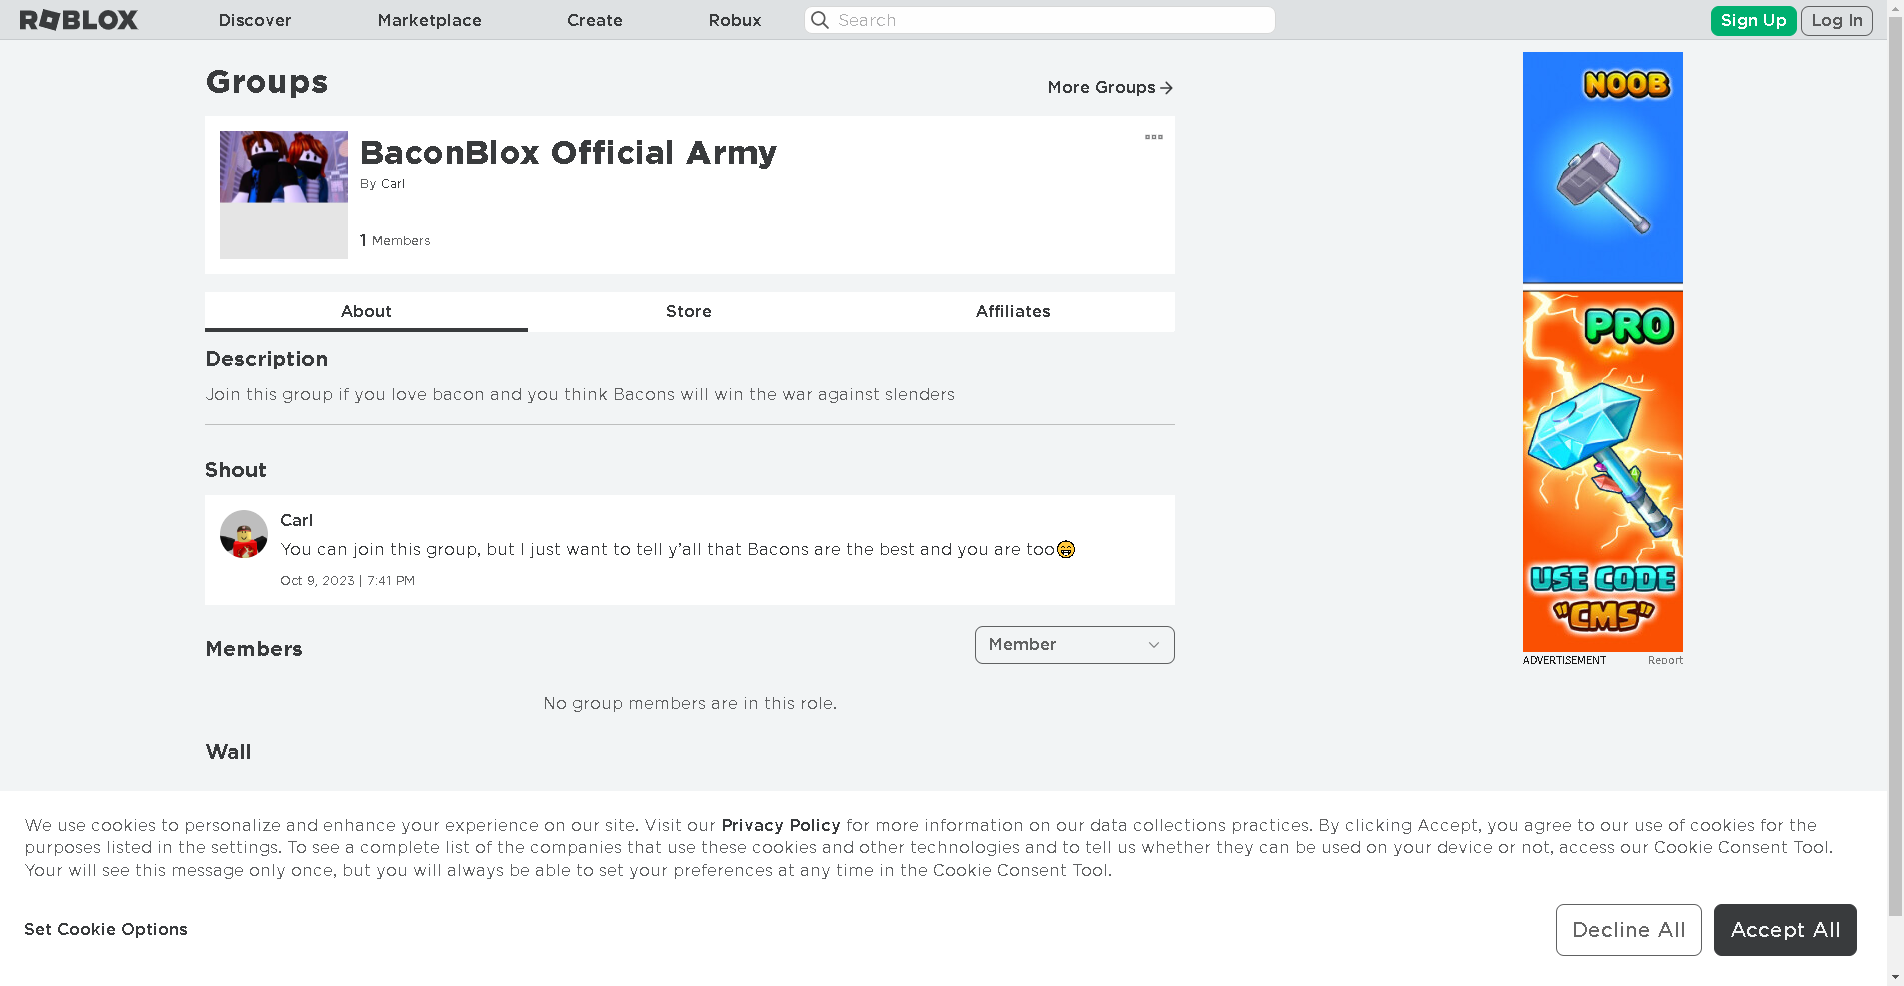 ROBLOX Discover Marketplace Create Robux Search Sign Up Log In
Groups
More Groups
BaconBlox Official Army
By Carl
1 Members
About Store Affiliates
Description
Join this group if you love bacon and you think Bacons will win the war against slenders
Shout
Carl
You can join this group, but I just want to tell y’all that Bacons are the best and you are too😁
Oct 9, 2023 | 7:41 PM
Members
Member
No group members are in this role.
Wall
NOOB
PRO
USE CODE
"CMS"
ADVERTISEMENT Report
We use cookies to personalize and enhance your experience on our site. Visit our Privacy Policy for more information on our data collections practices. By clicking Accept, you agree to our use of cookies for the
purposes listed in the settings. To see a complete list of the companies that use these cookies and other technologies and to tell us whether they can be used on your device or not, access our Cookie Consent Tool.
Your will see this message only once, but you will always be able to set your preferences at any time in the Cookie Consent Tool.
Set Cookie Options
Decline All Accept All